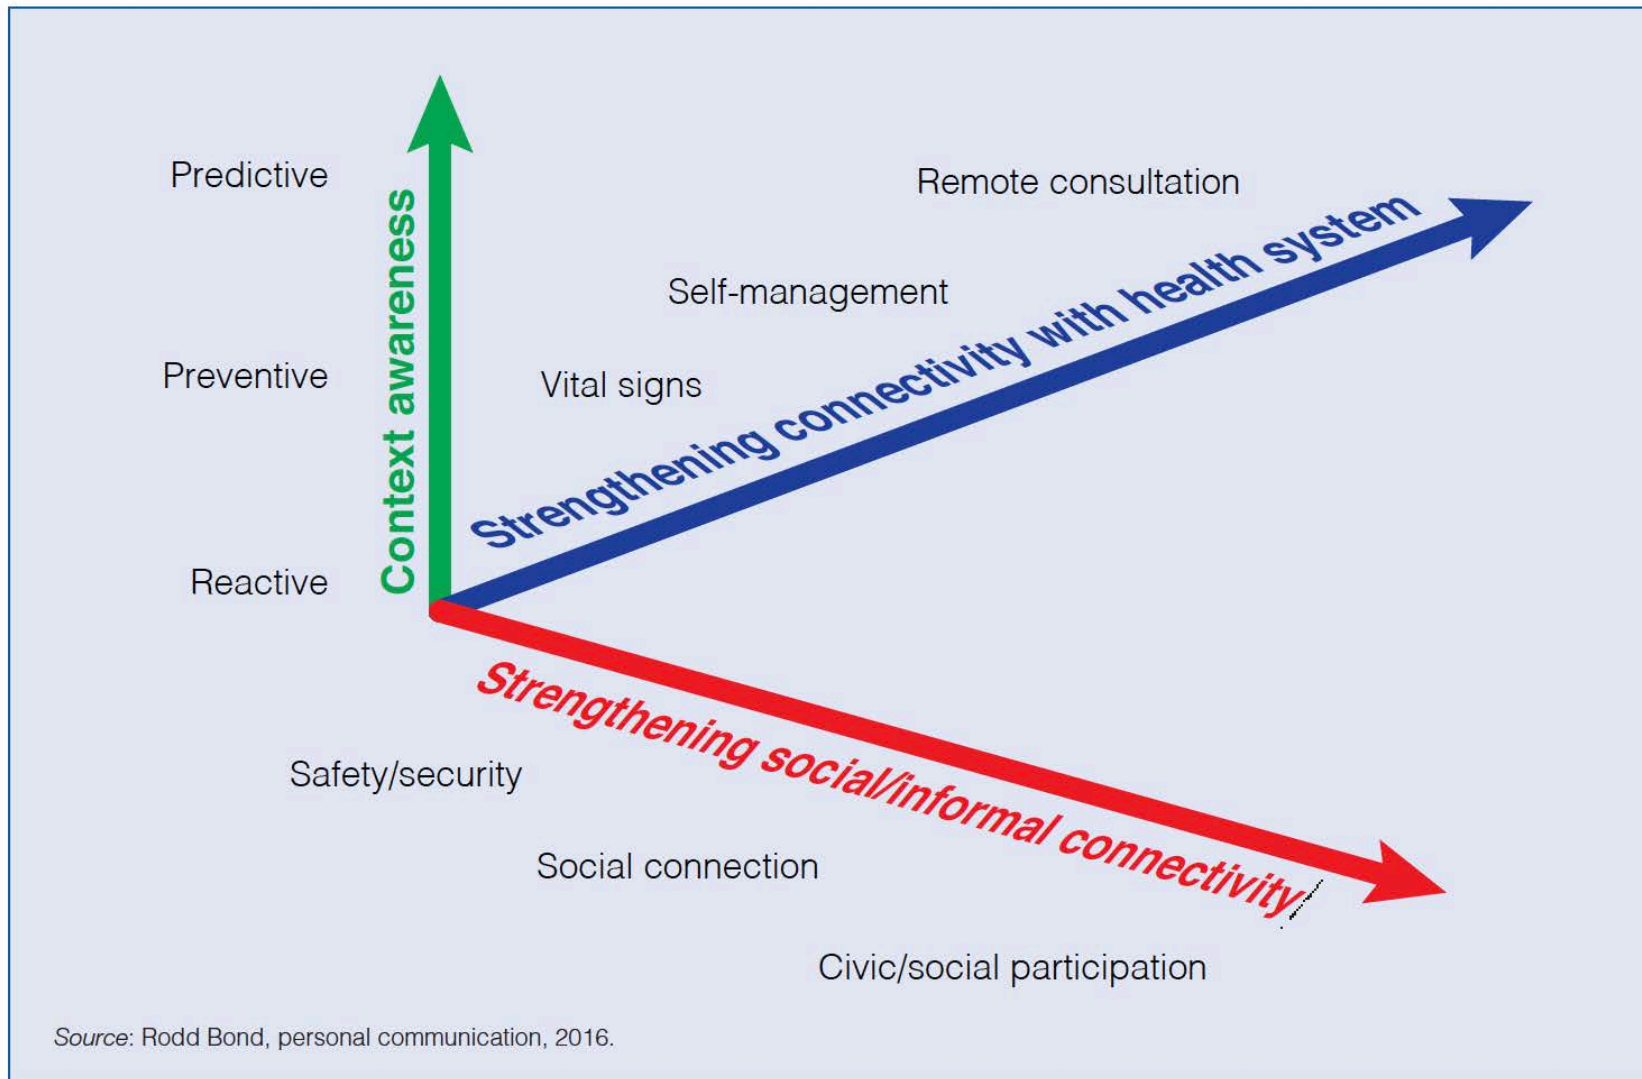 Predictive
Preventive
Reactive
Context awareness
Remote consultation
Self-management
Vital signs
Strengthening connectivity with health system
Strengthening social/informal connectivity
Safety/security
Social connection
Civic/social participation
Source: Rodd Bond, personal communication, 2016.